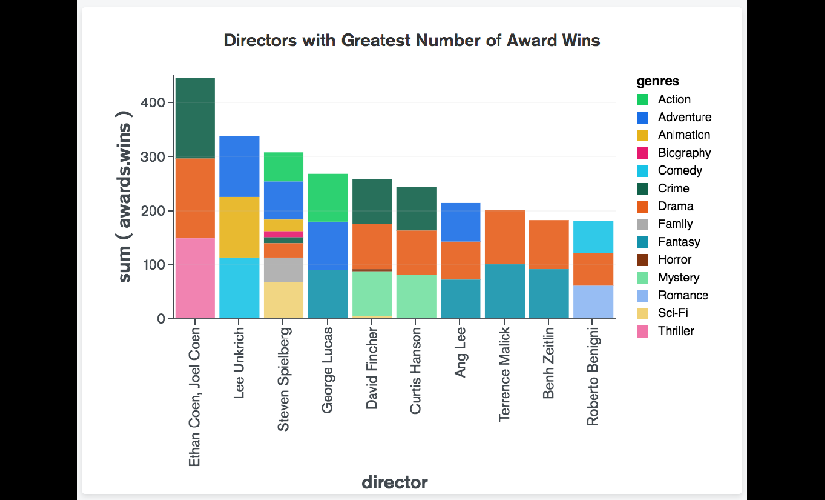 Directors with Greatest Number of Award Wins
sum ( awards.wins )
400
300
200
100
0
Ethan Coen, Joel Coen
Lee Unkrich
Steven Spielberg
George Lucas
David Fincher
Curtis Hanson
Ang Lee
Terrence Malick
Benh Zeitlin
Roberto Benigni
director
genres
Action
Adventure
Animation
Biography
Comedy
Crime
Drama
Family
Fantasy
Horror
Mystery
Romance
Sci-Fi
Thriller